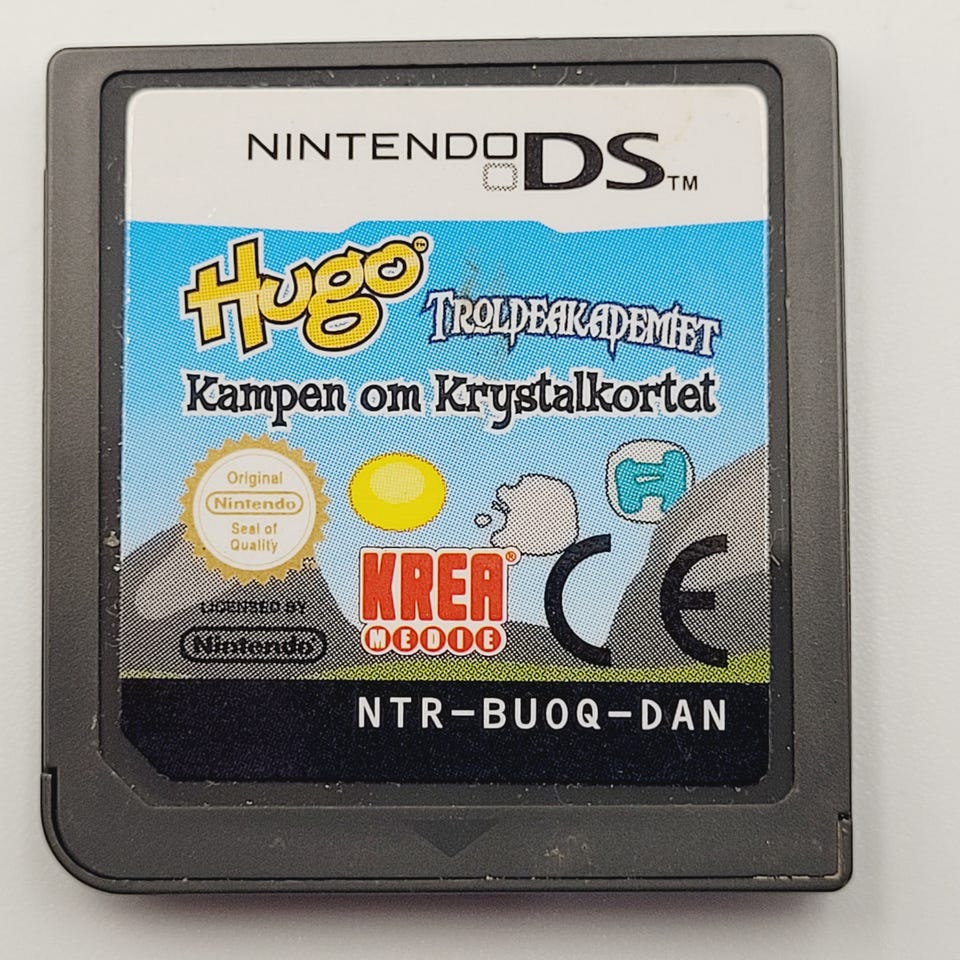 NINTENDO DS™
Hugo™
TROLDEAKADEMIET
Kampen om Krystalkortet
Original
Nintendo
Seal of
Quality
H
KREA®
MEDIE
CE
LICENSED BY
Nintendo
NTR-BUOQ-DAN